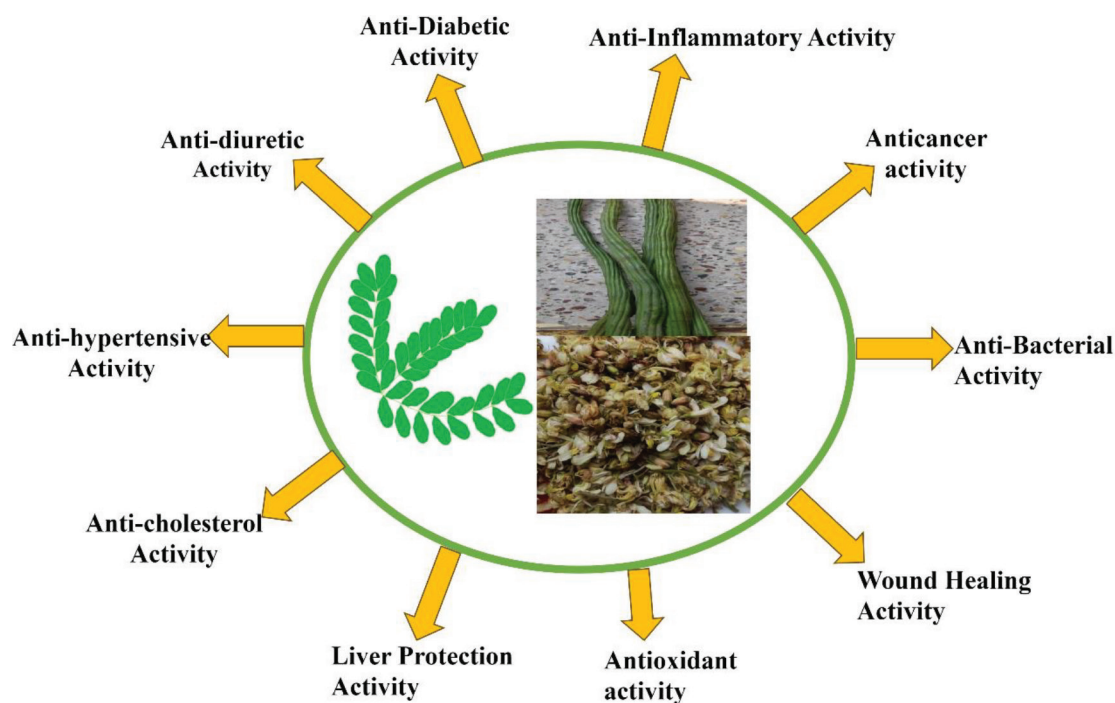 Anti-Diabetic
Activity
Anti-Inflammatory Activity
Anti-diuretic
Activity
Anticancer
activity
Anti-hypertensive
Activity
Anti-Bacterial
Activity
Anti-cholesterol
Activity
Wound Healing
Activity
Liver Protection
Activity
Antioxidant
activity